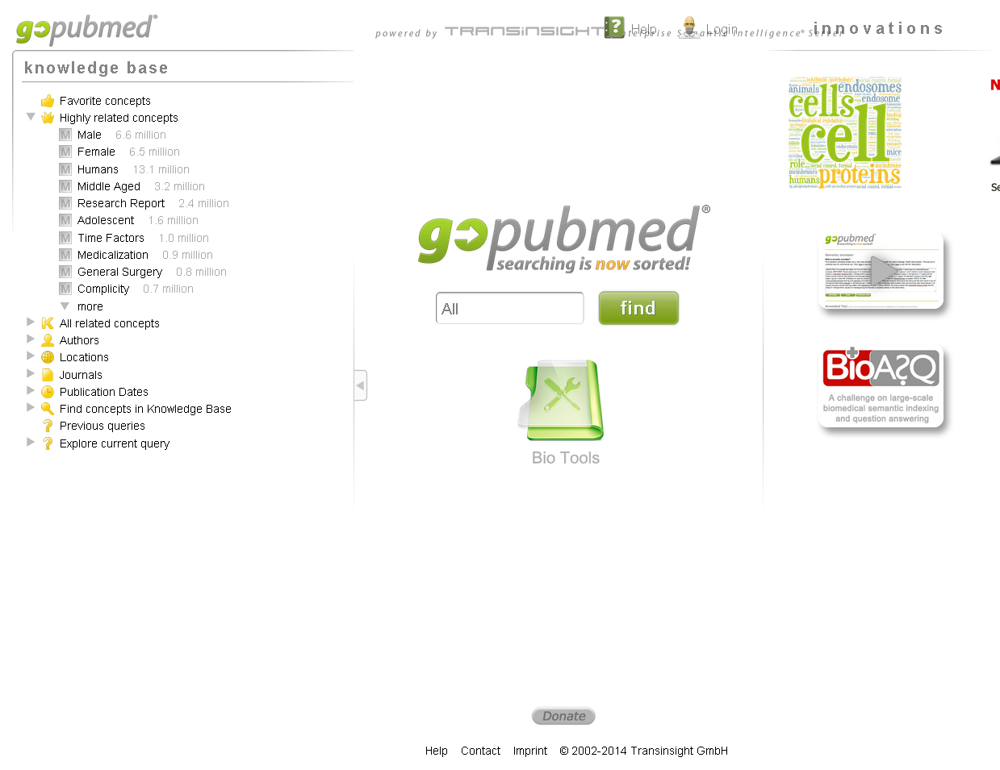 gopubmed®
powered by TRANSINSIGHT
Help
Login
Semantic Intelligence® Server
innovations
knowledge base
Favorite concepts
Highly related concepts
M Male 6.6 million
M Female 6.5 million
M Humans 13.1 million
M Middle Aged 3.2 million
M Research Report 2.4 million
M Adolescent 1.6 million
M Time Factors 1.0 million
M Medicalization 0.9 million
M General Surgery 0.8 million
M Complicity 0.7 million
more
All related concepts
Authors
Locations
Journals
Publication Dates
Find concepts in Knowledge Base
Previous queries
Explore current query
gopubmed®
searching is now sorted!
All
find
Bio Tools
animals
endosomes
endosome
cells
cell
mice
role
membrane
membranes
humans
proteins
gopubmed
searching is now sorted!
BioASQ
A challenge on large-scale
biomedical semantic indexing
and question answering
Donate
Help Contact Imprint © 2002-2014 Transinsight GmbH